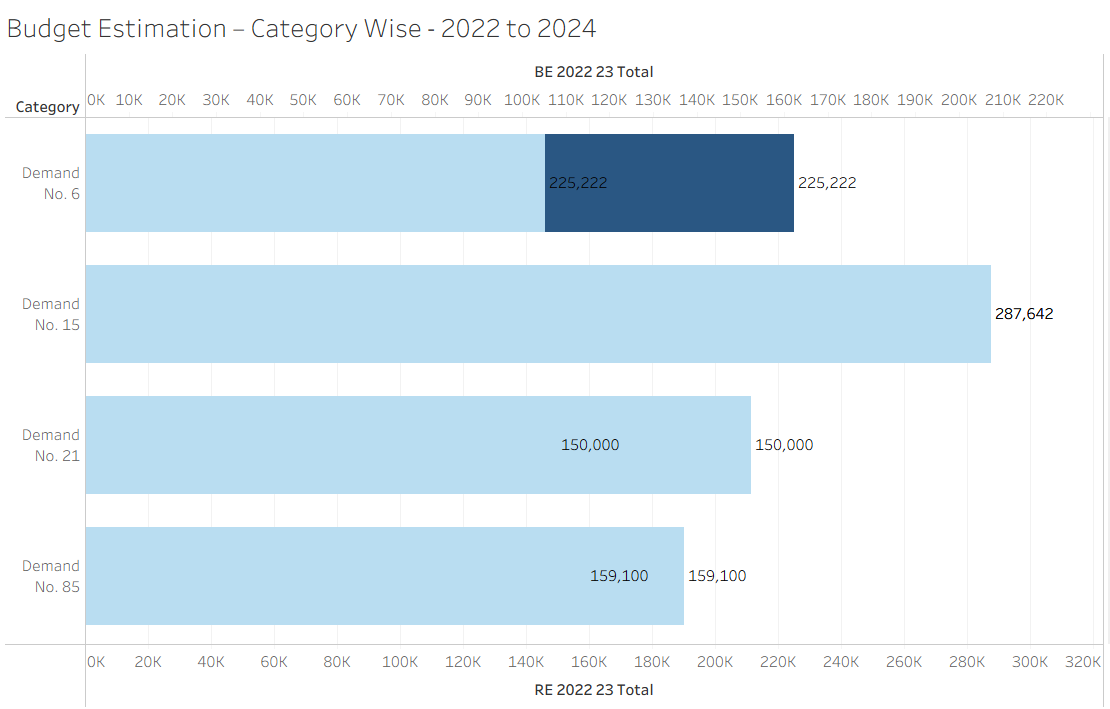 Budget Estimation – Category Wise - 2022 to 2024
BE 2022 23 Total
Category
0K 10K 20K 30K 40K 50K 60K 70K 80K 90K 100K 110K 120K 130K 140K 150K 160K 170K 180K 190K 200K 210K 220K
Demand
No. 6
225,222 225,222
Demand
No. 15
287,642
Demand
No. 21
150,000 150,000
Demand
No. 85
159,100 159,100
0K 20K 40K 60K 80K 100K 120K 140K 160K 180K 200K 220K 240K 260K 280K 300K 320K
RE 2022 23 Total